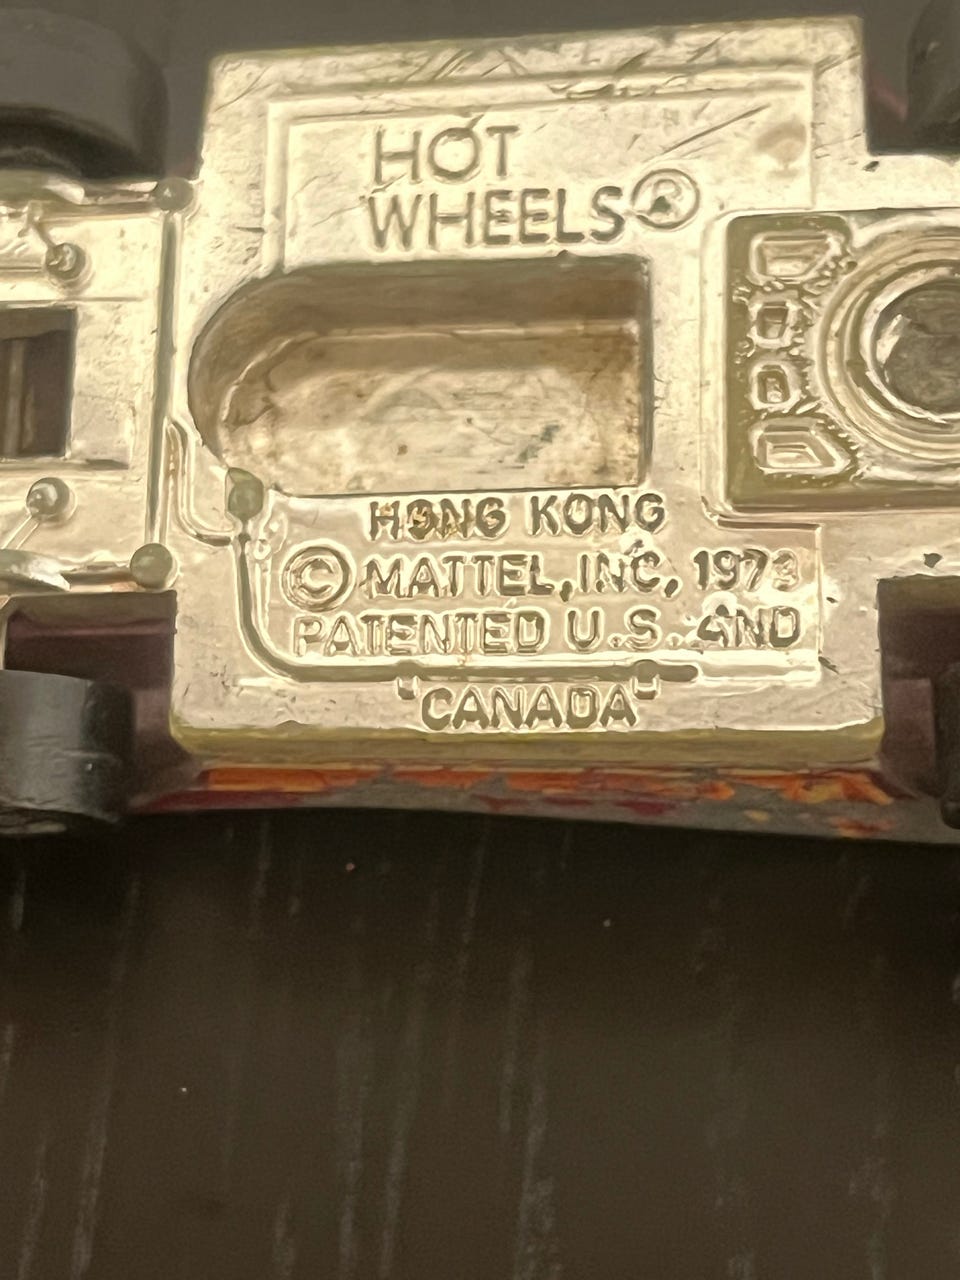 HOT
WHEELS®
HONG KONG
© MATTEL, INC, 1973
PATENTED U.S. AND
"CANADA"